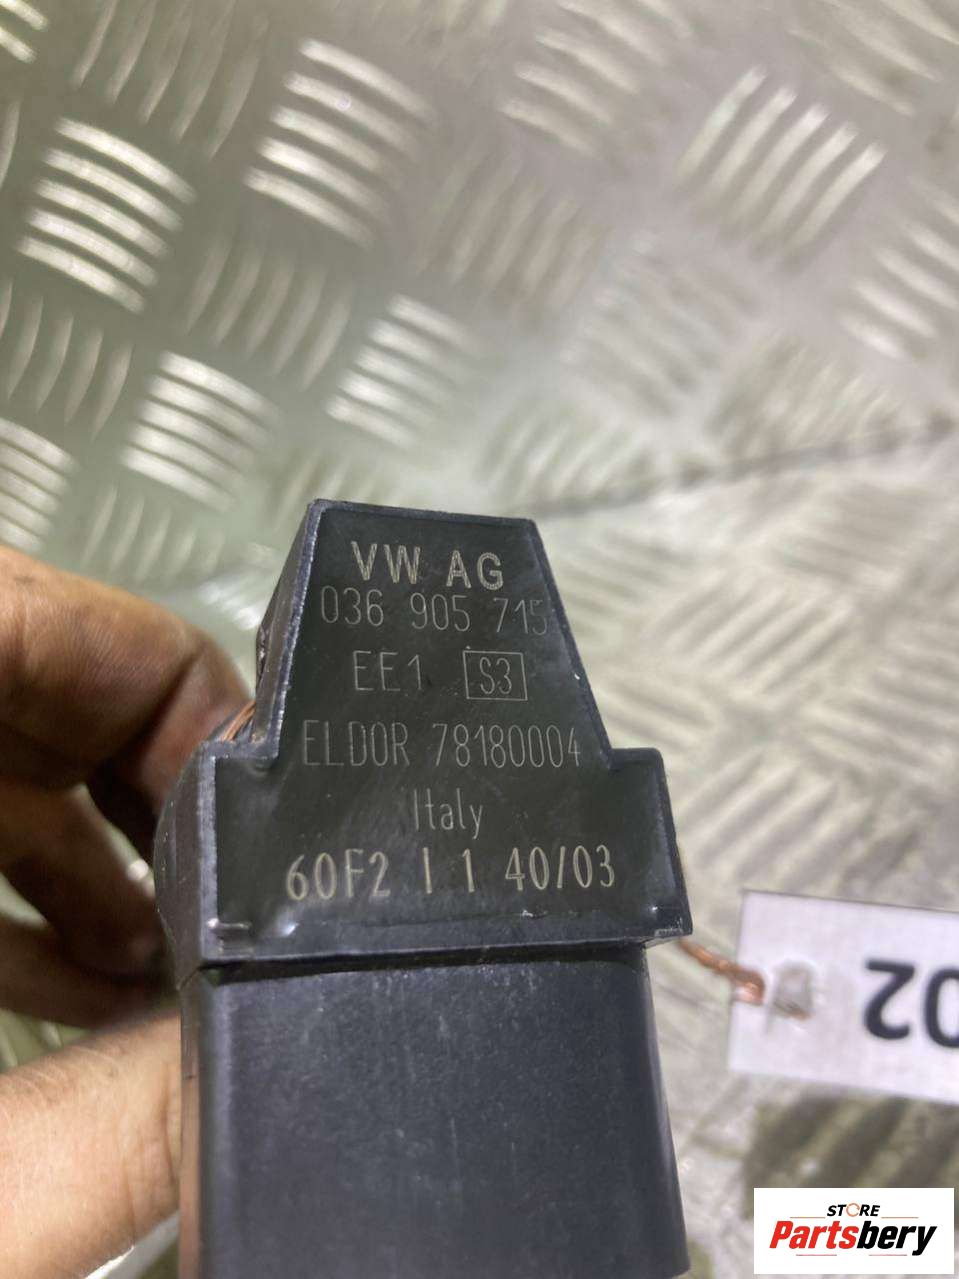 VW AG
036 905 715
EE1 S3
ELDOR 78180004
Italy
60F2 I 1 40/03
02
STORE
Partsbery